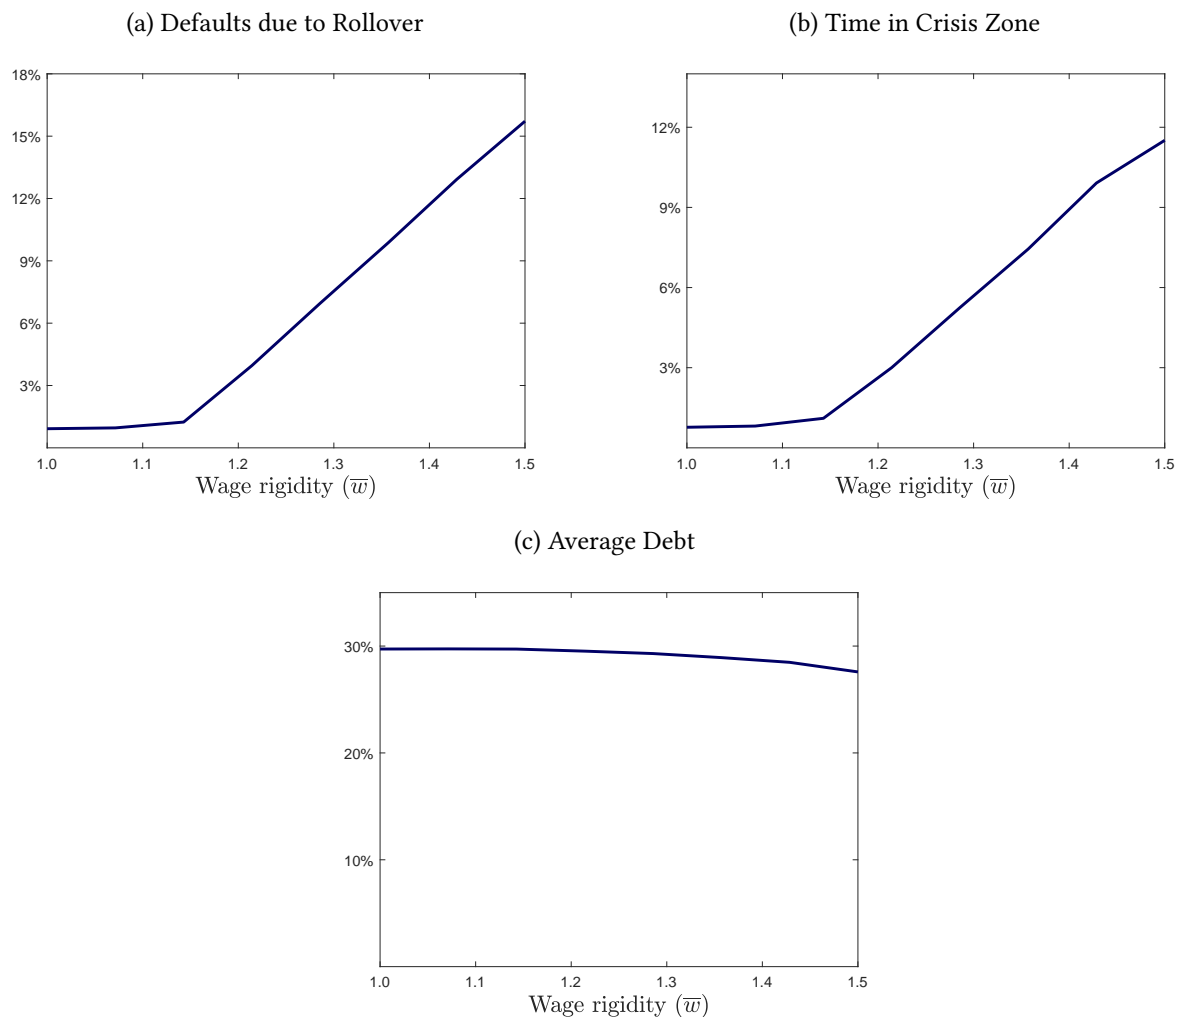 (a) Defaults due to Rollover
18%
15%
12%
9%
6%
3%
1.0 1.1 1.2 1.3 1.4 1.5
Wage rigidity (w̅)
(b) Time in Crisis Zone
12%
9%
6%
3%
1.0 1.1 1.2 1.3 1.4 1.5
Wage rigidity (w̅)
(c) Average Debt
30%
20%
10%
1.0 1.1 1.2 1.3 1.4 1.5
Wage rigidity (w̅)